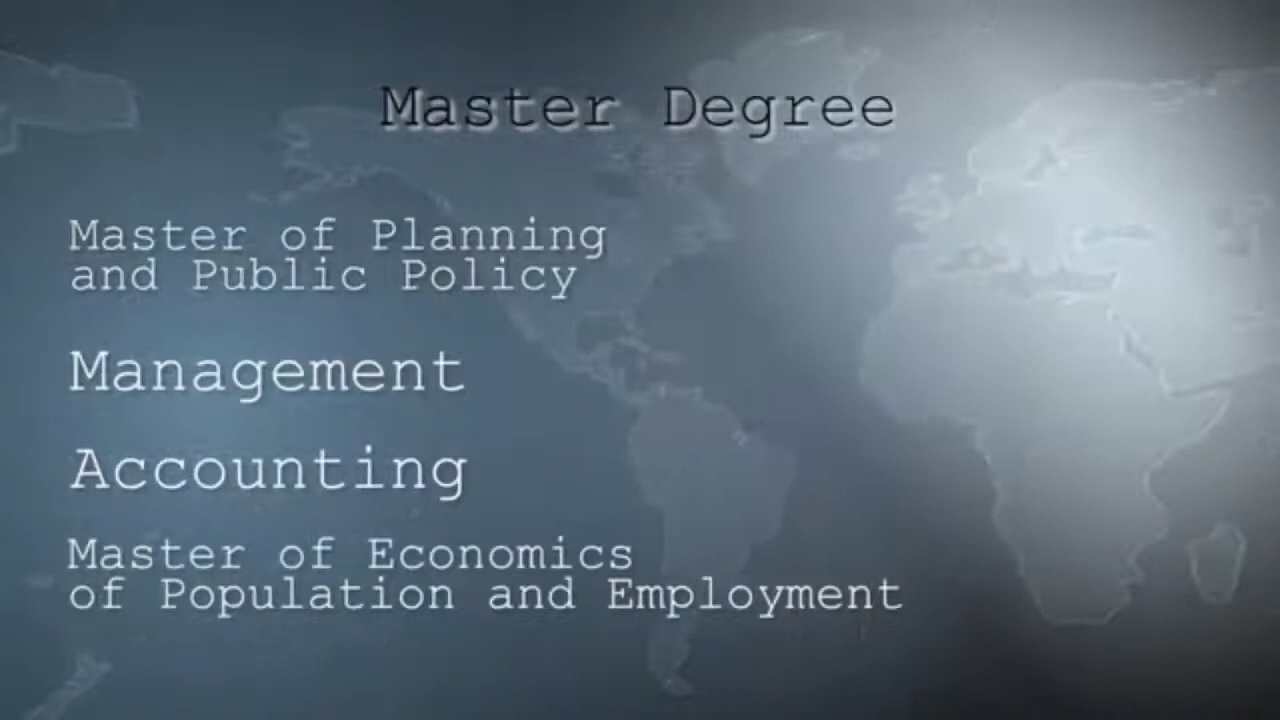 Master Degree
Master of Planning
and Public Policy
Management
Accounting
Master of Economics
of Population and Employment